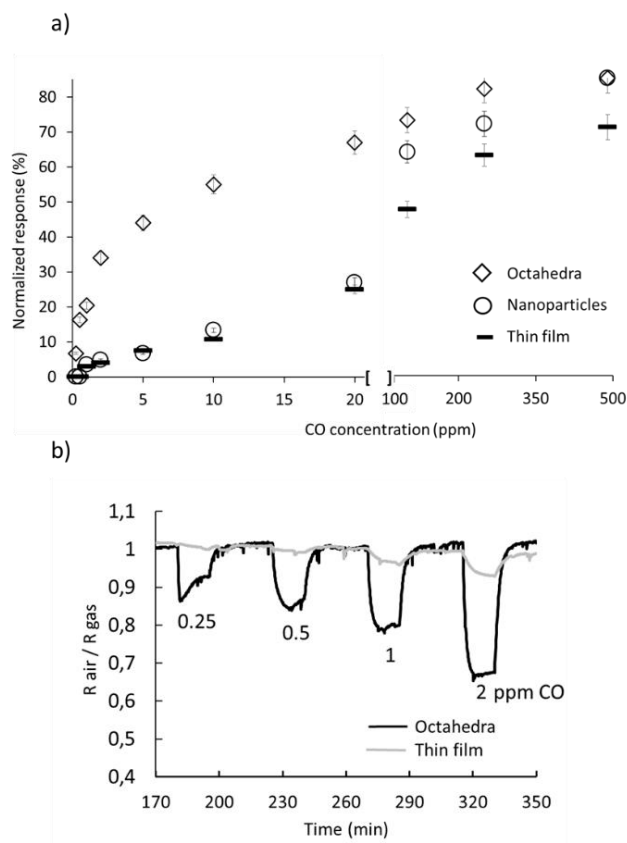 a)
Normalized response (%)
80
70
60
50
40
30
20
10
0
Octahedra
Nanoparticles
Thin film
0 5 10 15 20 [ ] 100 200 350 500
CO concentration (ppm)
b)
R air / R gas
1,1
1
0,9
0,8
0,7
0,6
0,5
0,4
0.25
0.5
1
2 ppm CO
Octahedra
Thin film
170 200 230 260 290 320 350
Time (min)